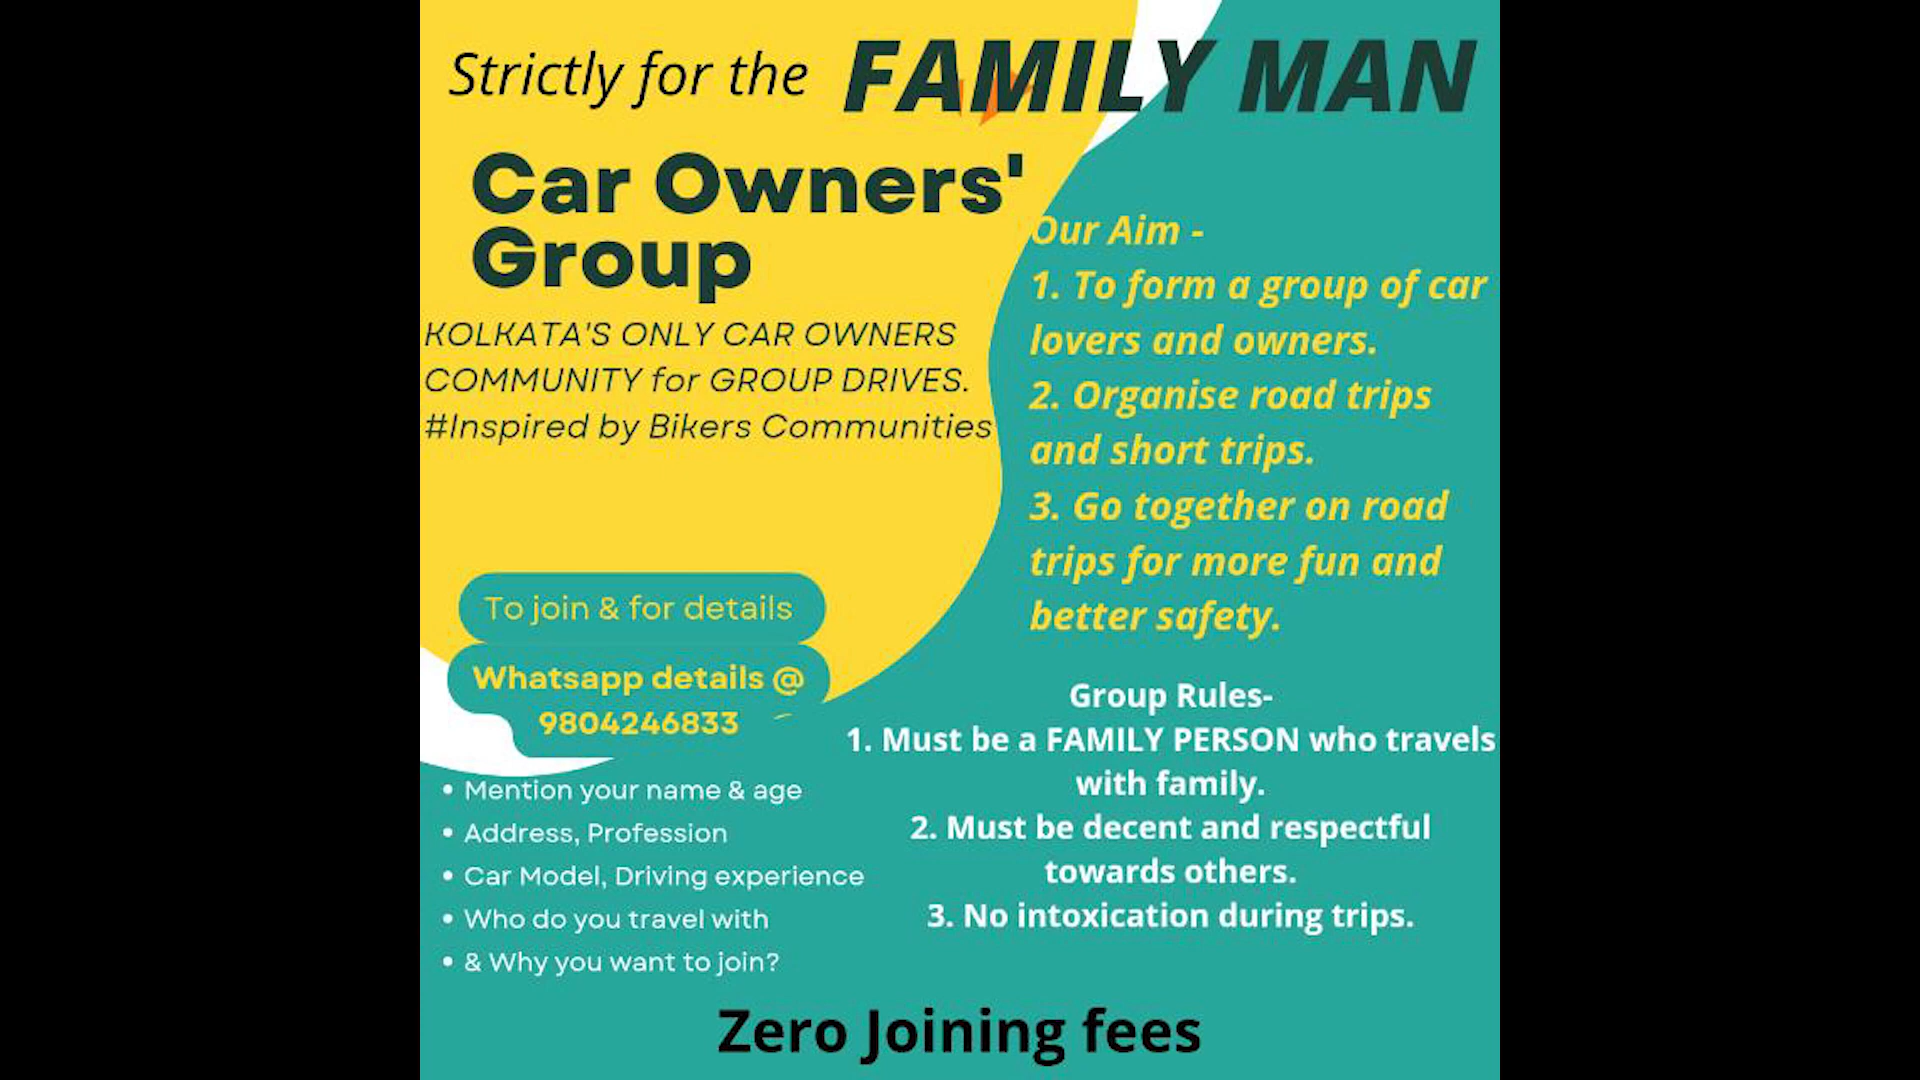 Strictly for the FAMILY MAN
Car Owners'
Group
KOLKATA'S ONLY CAR OWNERS
COMMUNITY for GROUP DRIVES.
#Inspired by Bikers Communities
Our Aim -
1. To form a group of car
lovers and owners.
2. Organise road trips
and short trips.
3. Go together on road
trips for more fun and
better safety.
To join & for details
Whatsapp details @
9804246833
• Mention your name & age
• Address, Profession
• Car Model, Driving experience
• Who do you travel with
• & Why you want to join?
Group Rules-
1. Must be a FAMILY PERSON who travels
with family.
2. Must be decent and respectful
towards others.
3. No intoxication during trips.
Zero Joining fees